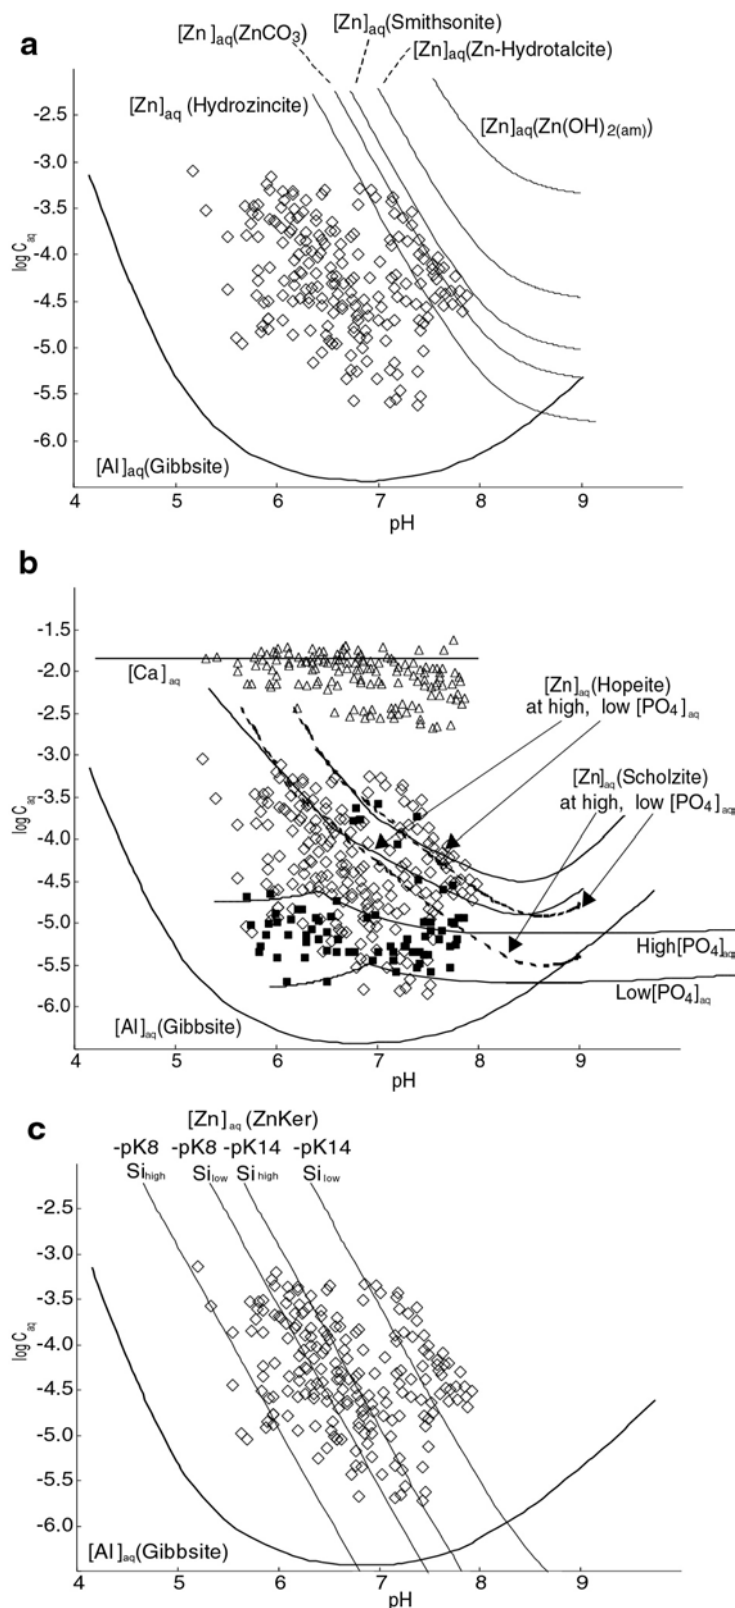 a
[Zn]aq(ZnCO3)
[Zn]aq(Smithsonite)
[Zn]aq(Zn-Hydrotalcite)
[Zn]aq (Hydrozincite)
[Zn]aq(Zn(OH)2(am))
-2.5
-3.0
-3.5
-4.0
-4.5
-5.0
-5.5
-6.0
log Caq
[Al]aq(Gibbsite)
4 5 6 7 8 9
pH
b
-1.5
-2.0
-2.5
-3.0
-3.5
-4.0
-4.5
-5.0
-5.5
-6.0
log Caq
[Ca]aq
[Zn]aq(Hopeite)
at high, low [PO4]aq
[Zn]aq(Scholzite)
at high, low [PO4]aq
High[PO4]aq
Low[PO4]aq
[Al]aq(Gibbsite)
4 5 6 7 8 9
pH
c
[Zn]aq (ZnKer)
-pK8 -pK8 -pK14 -pK14
Sihigh Silow Sihigh Silow
-2.5
-3.0
-3.5
-4.0
-4.5
-5.0
-5.5
-6.0
log Caq
[Al]aq(Gibbsite)
4 5 6 7 8 9
pH